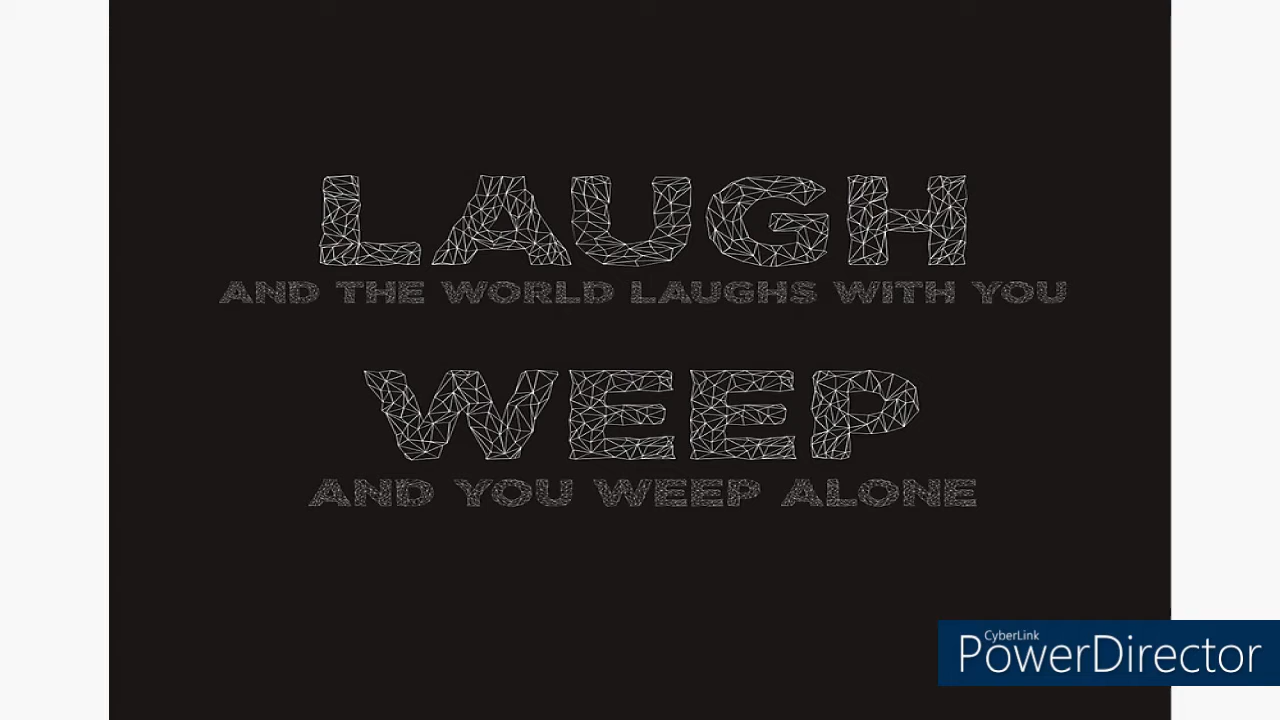 LAUGH
AND THE WORLD LAUGHS WITH YOU
WEEP
AND YOU WEEP ALONE
CyberLink
PowerDirector